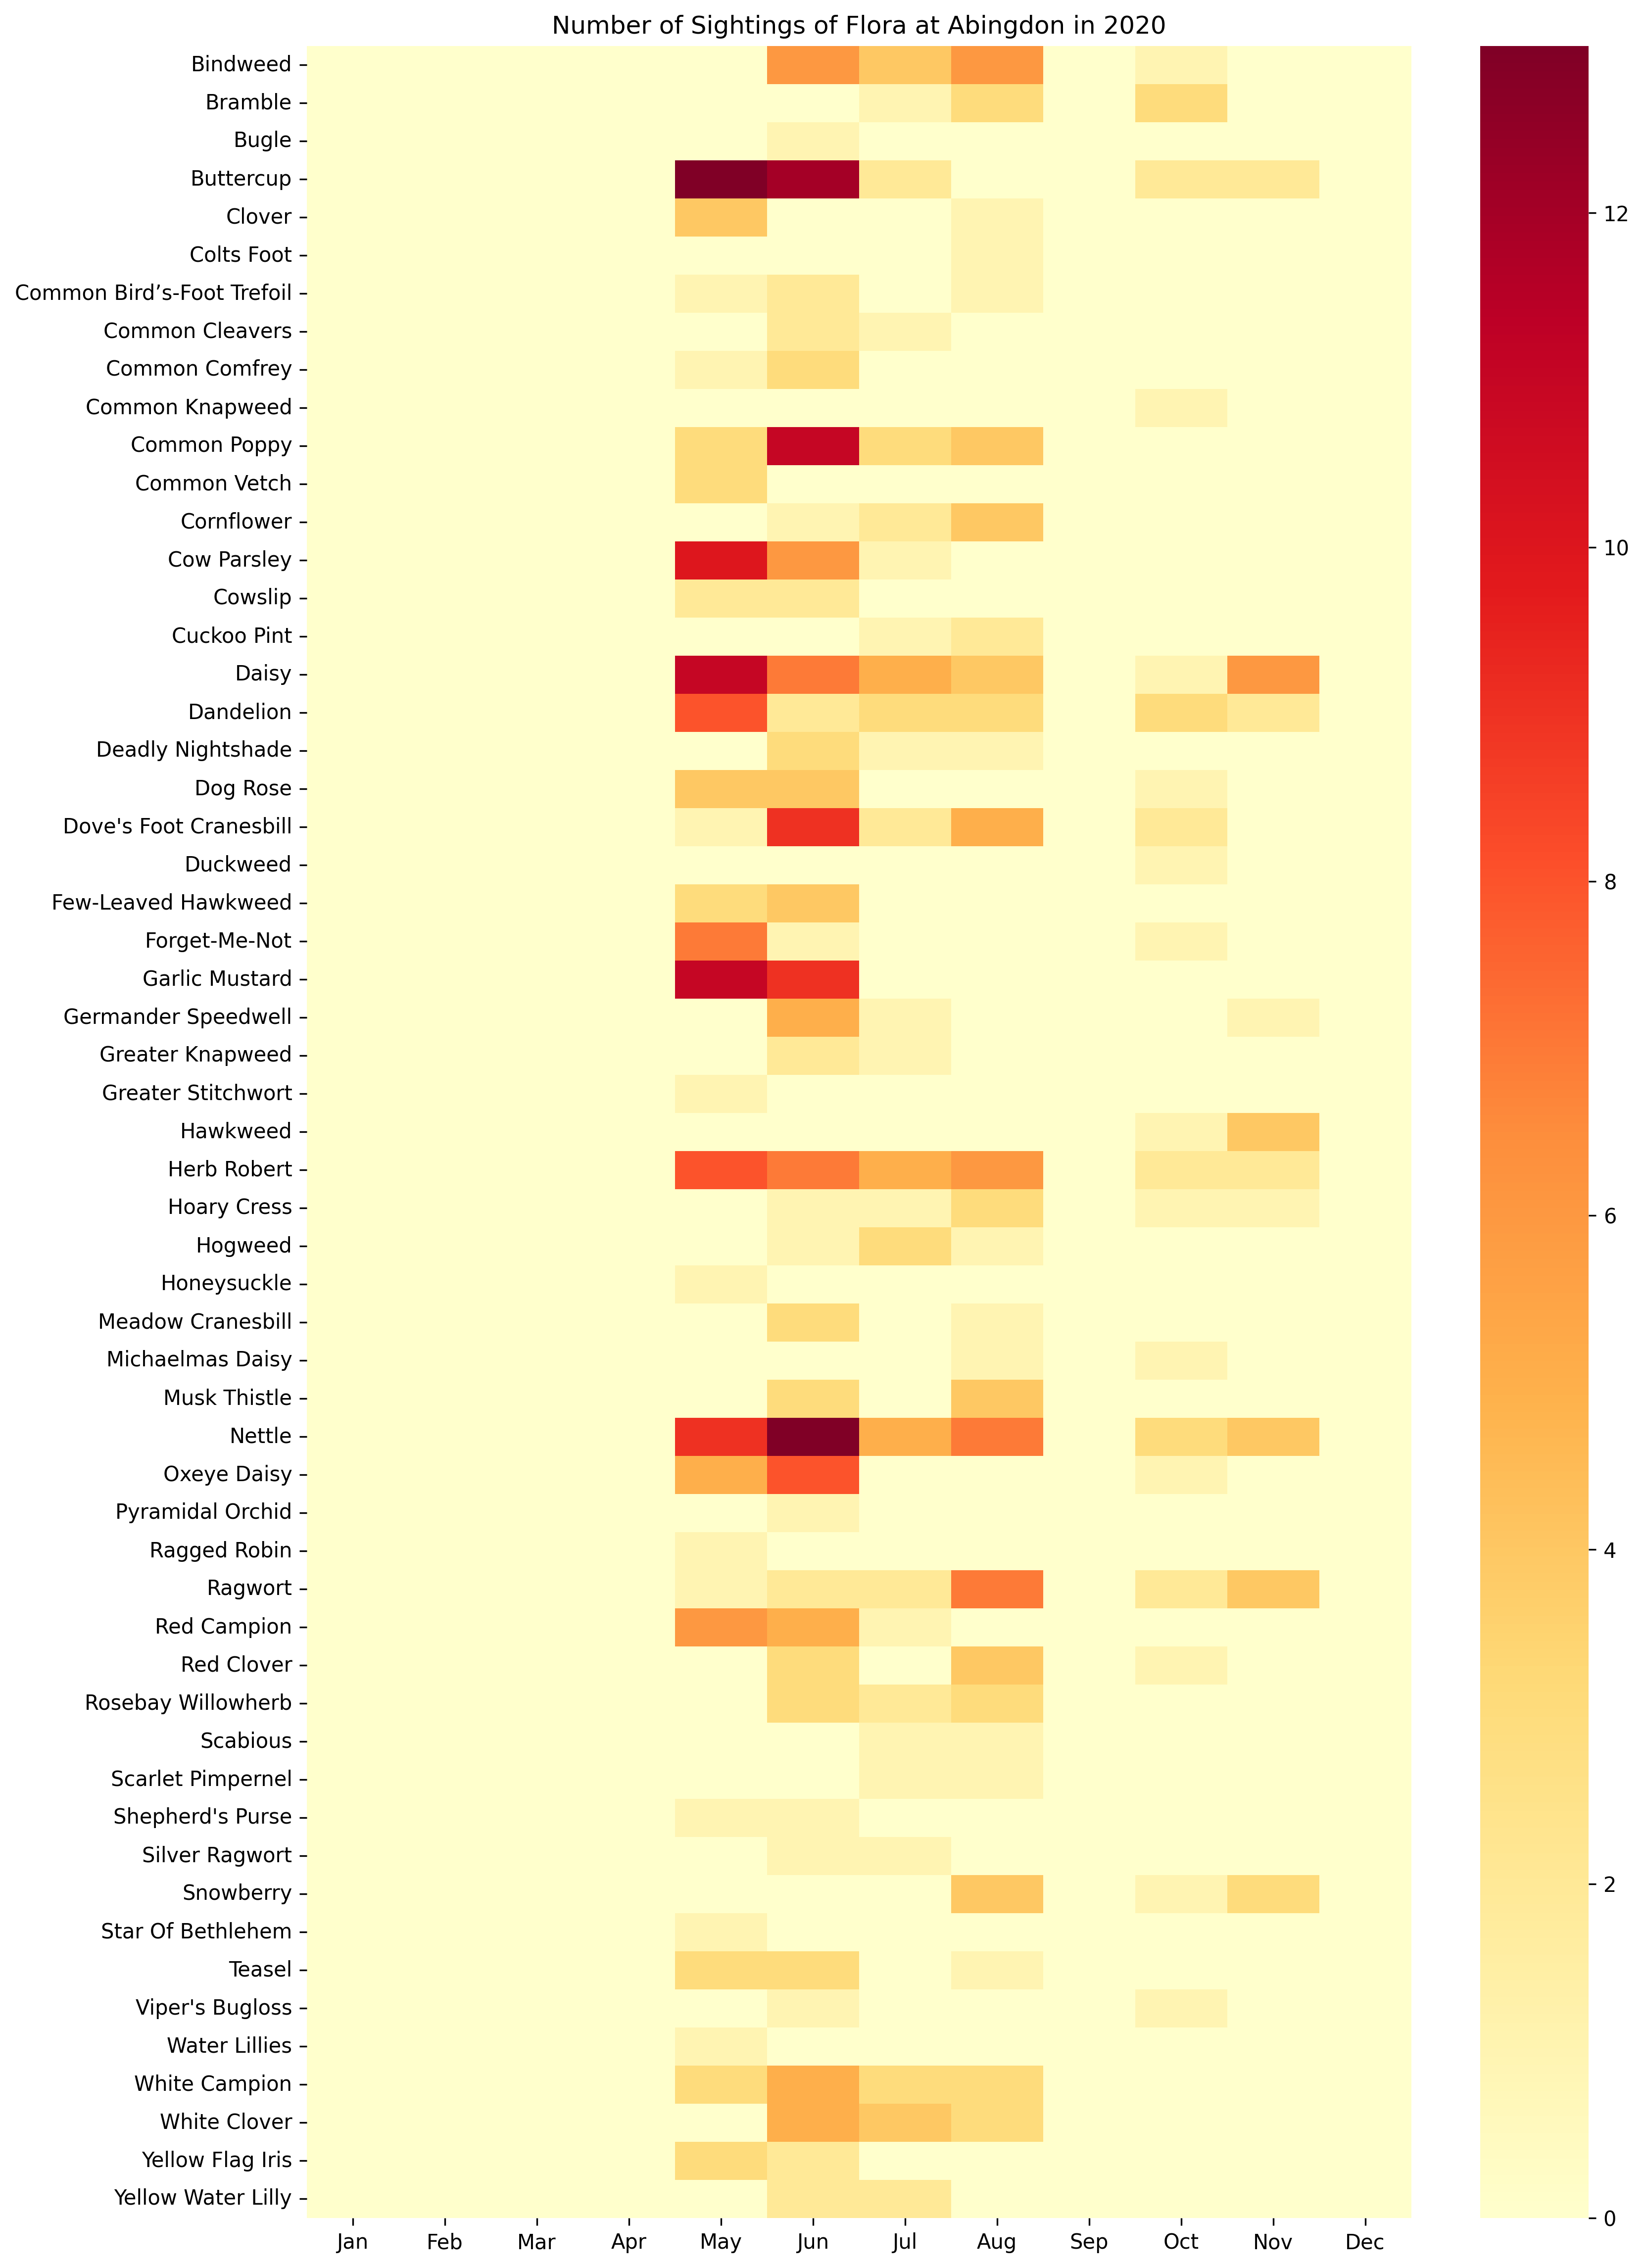 Number of Sightings of Flora at Abingdon in 2020
Bindweed
Bramble
Bugle
Buttercup
Clover
Colts Foot
Common Bird’s-Foot Trefoil
Common Cleavers
Common Comfrey
Common Knapweed
Common Poppy
Common Vetch
Cornflower
Cow Parsley
Cowslip
Cuckoo Pint
Daisy
Dandelion
Deadly Nightshade
Dog Rose
Dove's Foot Cranesbill
Duckweed
Few-Leaved Hawkweed
Forget-Me-Not
Garlic Mustard
Germander Speedwell
Greater Knapweed
Greater Stitchwort
Hawkweed
Herb Robert
Hoary Cress
Hogweed
Honeysuckle
Meadow Cranesbill
Michaelmas Daisy
Musk Thistle
Nettle
Oxeye Daisy
Pyramidal Orchid
Ragged Robin
Ragwort
Red Campion
Red Clover
Rosebay Willowherb
Scabious
Scarlet Pimpernel
Shepherd's Purse
Silver Ragwort
Snowberry
Star Of Bethlehem
Teasel
Viper's Bugloss
Water Lillies
White Campion
White Clover
Yellow Flag Iris
Yellow Water Lilly
Jan Feb Mar Apr May Jun Jul Aug Sep Oct Nov Dec
12
10
8
6
4
2
0